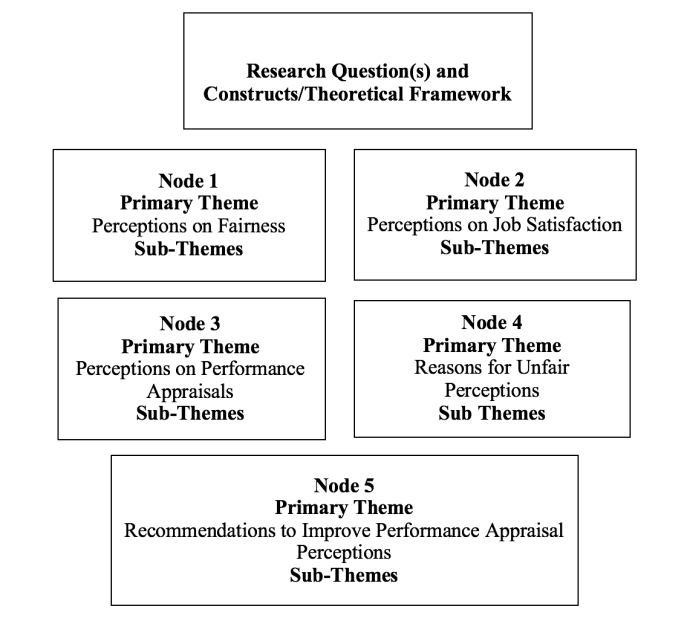 Research Question(s) and
Constructs/Theoretical Framework
Node 1
Primary Theme
Perceptions on Fairness
Sub-Themes
Node 2
Primary Theme
Perceptions on Job Satisfaction
Sub-Themes
Node 3
Primary Theme
Perceptions on Performance
Appraisals
Sub-Themes
Node 4
Primary Theme
Reasons for Unfair
Perceptions
Sub Themes
Node 5
Primary Theme
Recommendations to Improve Performance Appraisal
Perceptions
Sub-Themes